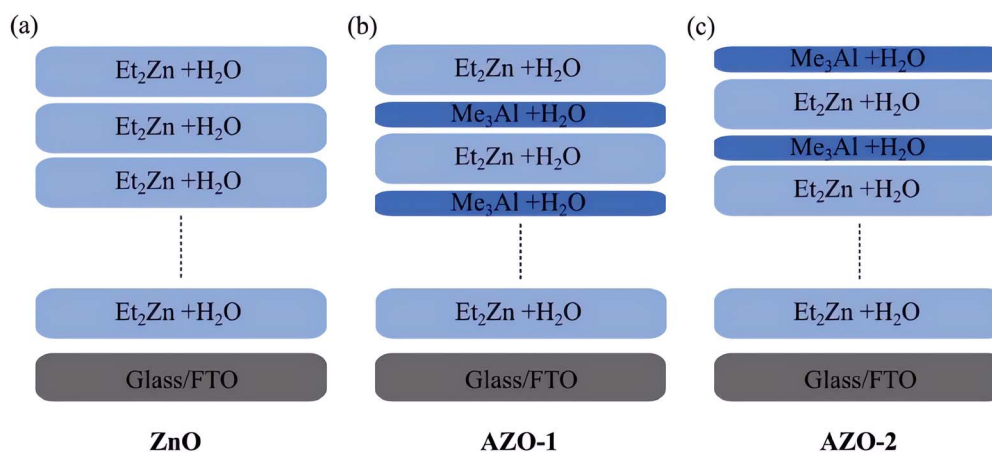 (a)
Et₂Zn +H₂O
Et₂Zn +H₂O
Et₂Zn +H₂O
Et₂Zn +H₂O
Glass/FTO
ZnO
(b)
Et₂Zn +H₂O
Me₃Al +H₂O
Et₂Zn +H₂O
Me₃Al +H₂O
Et₂Zn +H₂O
Glass/FTO
AZO-1
(c)
Me₃Al +H₂O
Et₂Zn +H₂O
Me₃Al +H₂O
Et₂Zn +H₂O
Et₂Zn +H₂O
Glass/FTO
AZO-2